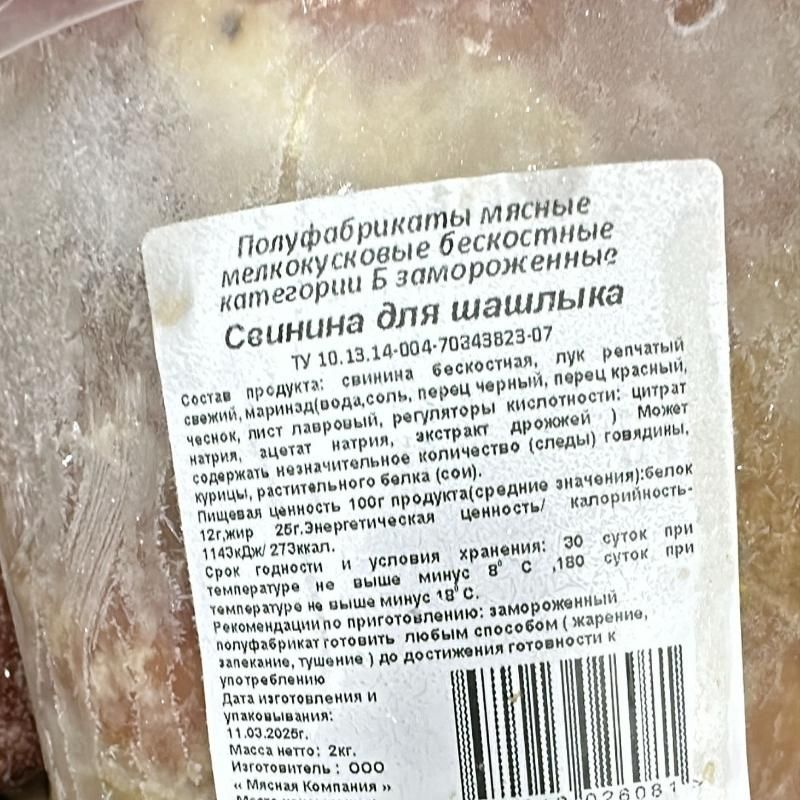 Полуфабрикаты мясные
мелкокусковые бескостные
категории Б замороженные
Свинина для шашлыка
ТУ 10.13.14-004-70343823-07
Состав продукта: свинина бескостная, лук репчатый
свежий, маринад(вода,соль, перец черный, перец красный,
чеснок, лист лавровый, регуляторы кислотности: цитрат
натрия, ацетат натрия, экстракт дрожжей ) Может
содержать незначительное количество (следы) говядины,
курицы, растительного белка (сои).
Пищевая ценность 100г продукта(средние значения):белок
12г,жир 25г.Энергетическая ценность/ калорийность-
1143кДж/ 273ккал.
Срок годности и условия хранения: 30 суток при
температуре не выше минус 8⁰ С ,180 суток при
температуре не выше минус 18⁰ С.
Рекомендации по приготовлению: замороженный
полуфабрикат готовить любым способом ( жарение,
запекание, тушение ) до достижения готовности к
употреблению
Дата изготовления и
упаковывания:
11.03.2025г.
Масса нетто: 2кг.
Изготовитель : ООО
« Мясная Компания »
026081